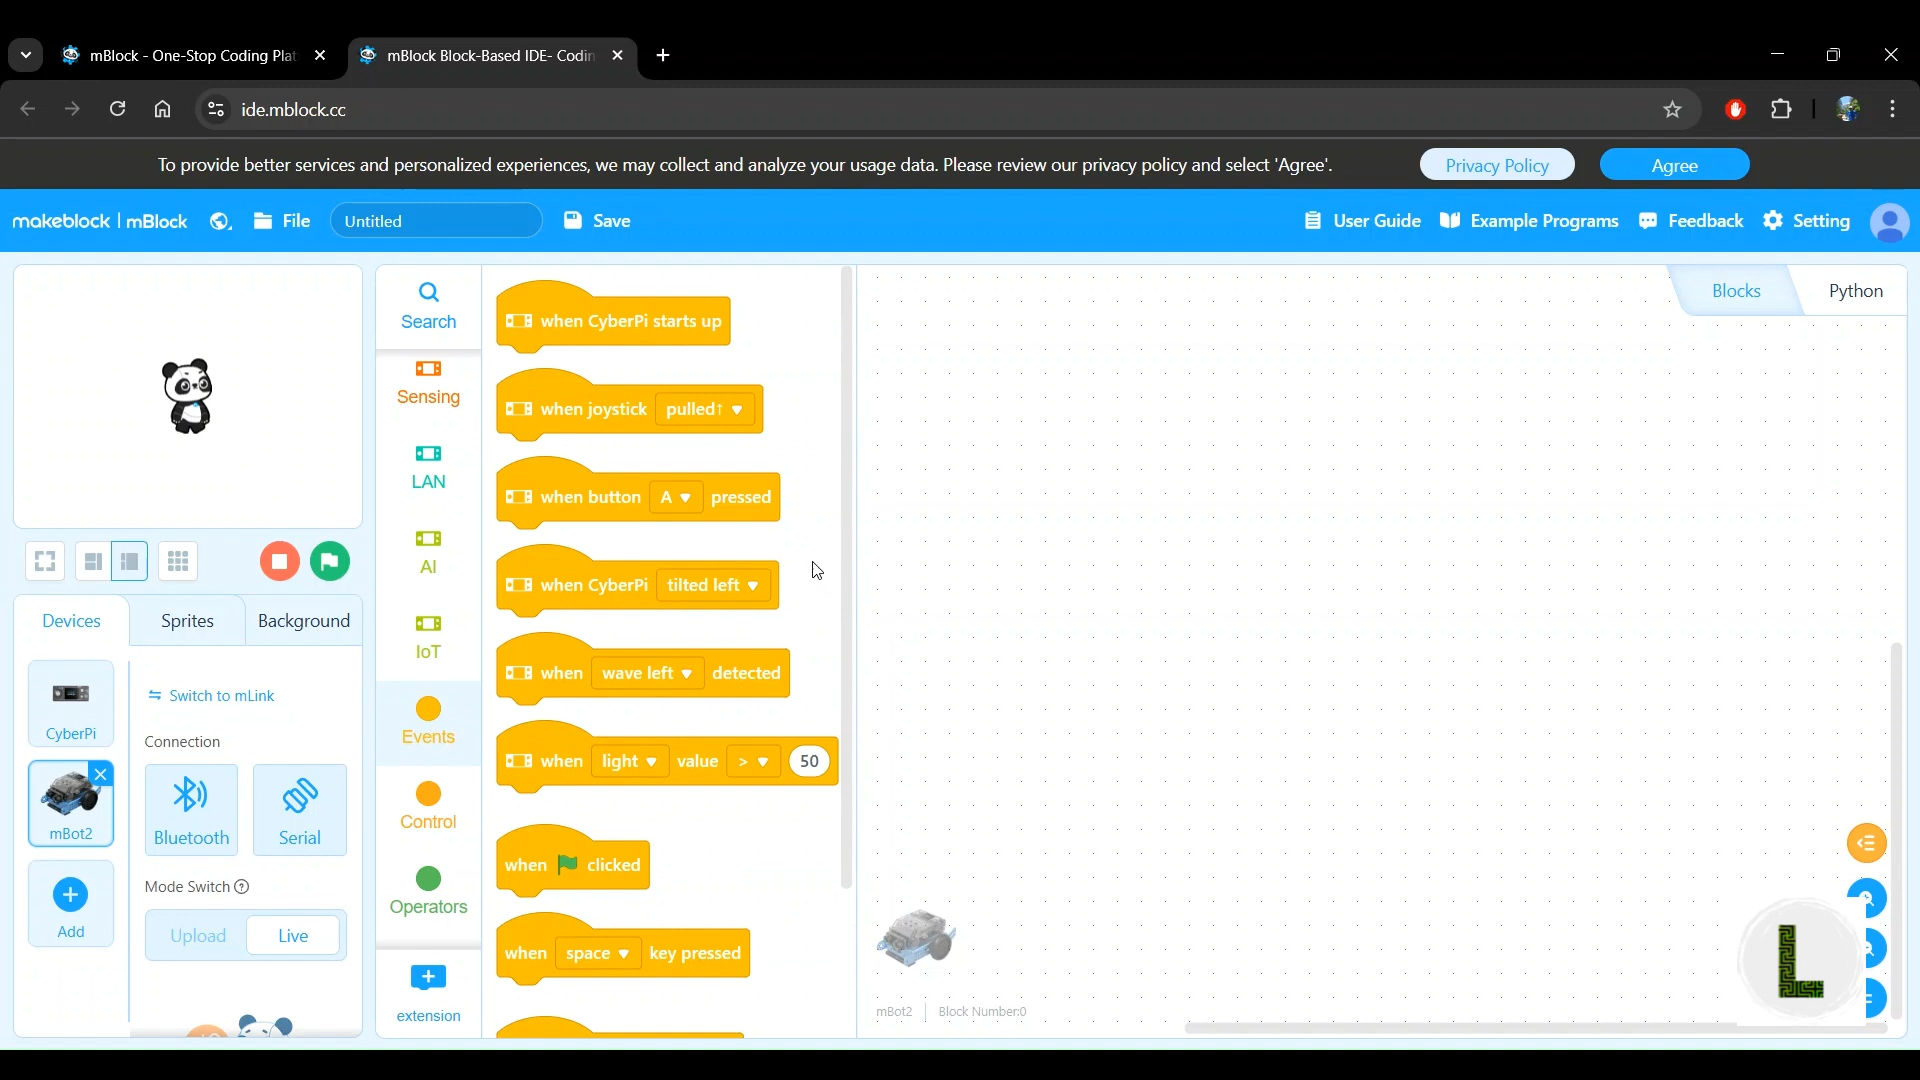 mBlock - One-Stop Coding Plat
mBlock Block-Based IDE- Codin
ide.mblock.cc
To provide better services and personalized experiences, we may collect and analyze your usage data. Please review our privacy policy and select 'Agree'.
Privacy Policy
Agree
makeblock | mBlock
File
Untitled
Save
User Guide
Example Programs
Feedback
Setting
Search
Sensing
LAN
AI
IoT
Events
Control
Operators
extension
when CyberPi starts up
when joystick pulled↑
when button A pressed
when CyberPi tilted left
when wave left detected
when light value > 50
when clicked
when space key pressed
Blocks
Python
Devices
Sprites
Background
CyberPi
mBot2
Add
Switch to mLink
Connection
Bluetooth
Serial
Mode Switch ?
Upload
Live
mBot2
Block Number:0
L